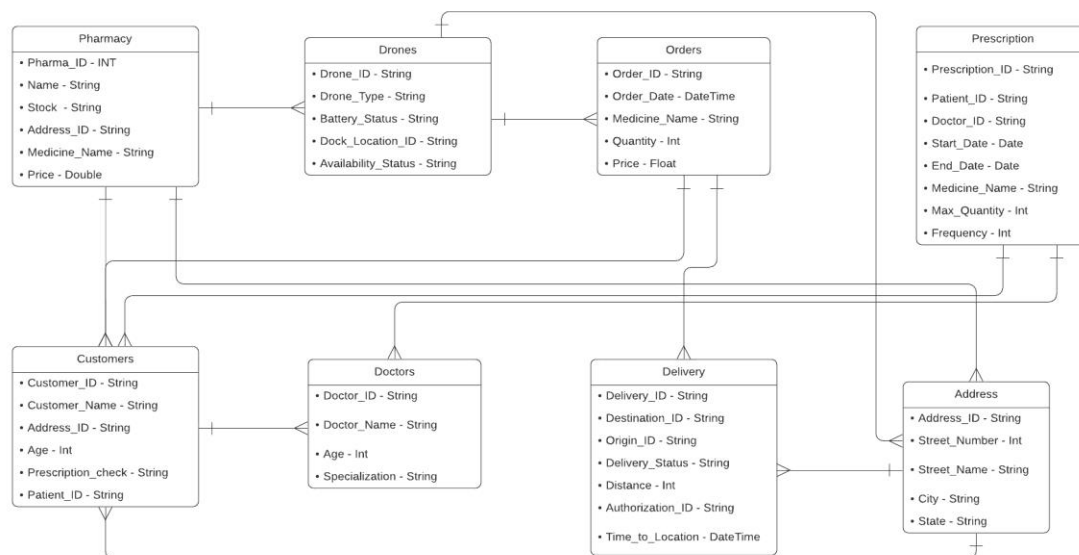 Pharmacy
• Pharma_ID - INT
• Name - String
• Stock - String
• Address_ID - String
• Medicine_Name - String
• Price - Double
Drones
• Drone_ID - String
• Drone_Type - String
• Battery_Status - String
• Dock_Location_ID - String
• Availability_Status - String
Orders
• Order_ID - String
• Order_Date - DateTime
• Medicine_Name - String
• Quantity - Int
• Price - Float
Prescription
• Prescription_ID - String
• Patient_ID - String
• Doctor_ID - String
• Start_Date - Date
• End_Date - Date
• Medicine_Name - String
• Max_Quantity - Int
• Frequency - Int
Customers
• Customer_ID - String
• Customer_Name - String
• Address_ID - String
• Age - Int
• Prescription_check - String
• Patient_ID - String
Doctors
• Doctor_ID - String
• Doctor_Name - String
• Age - Int
• Specialization - String
Delivery
• Delivery_ID - String
• Destination_ID - String
• Origin_ID - String
• Delivery_Status - String
• Distance - Int
• Authorization_ID - String
• Time_to_Location - DateTime
Address
• Address_ID - String
• Street_Number - Int
• Street_Name - String
• City - String
• State - String